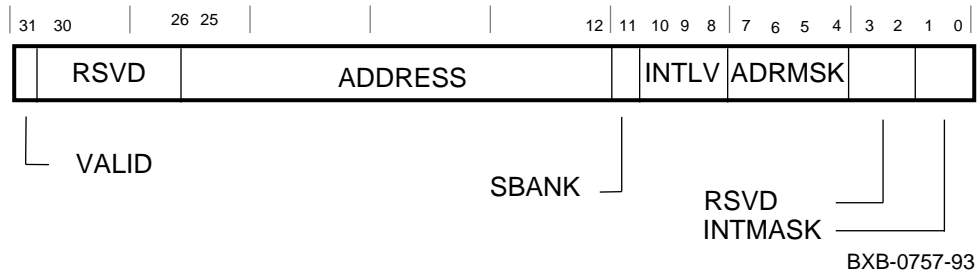 31 30 26 25 12 11 10 9 8 7 6 5 4 3 2 1 0
RSVD ADDRESS INTLV ADRMSK
VALID
SBANK
RSVD
INTMASK
BXB-0757-93